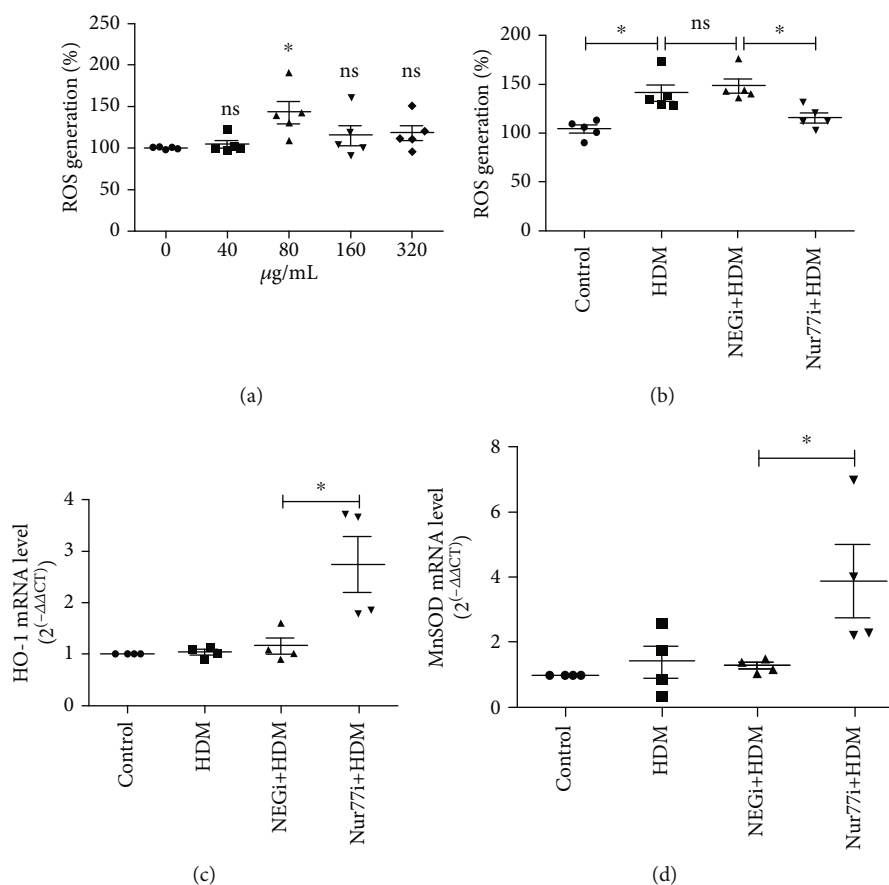 ROS generation (%)
250
200
150
100
50
0
ns
*
ns
ns
0
40
80
160
320
μg/mL
(a)
ROS generation (%)
200
150
100
50
0
*
ns
*
Control
HDM
NEGi+HDM
Nur77i+HDM
(b)
HO-1 mRNA level
(2^(−ΔΔCT))
4
3
2
1
0
*
Control
HDM
NEGi+HDM
Nur77i+HDM
(c)
MnSOD mRNA level
(2^(−ΔΔCT))
8
6
4
2
0
*
Control
HDM
NEGi+HDM
Nur77i+HDM
(d)